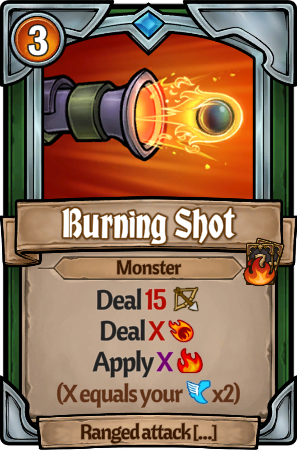 3
Burning Shot
Monster
Deal 15
Deal X
Apply X
(X equals your x2)
Ranged attack [...]